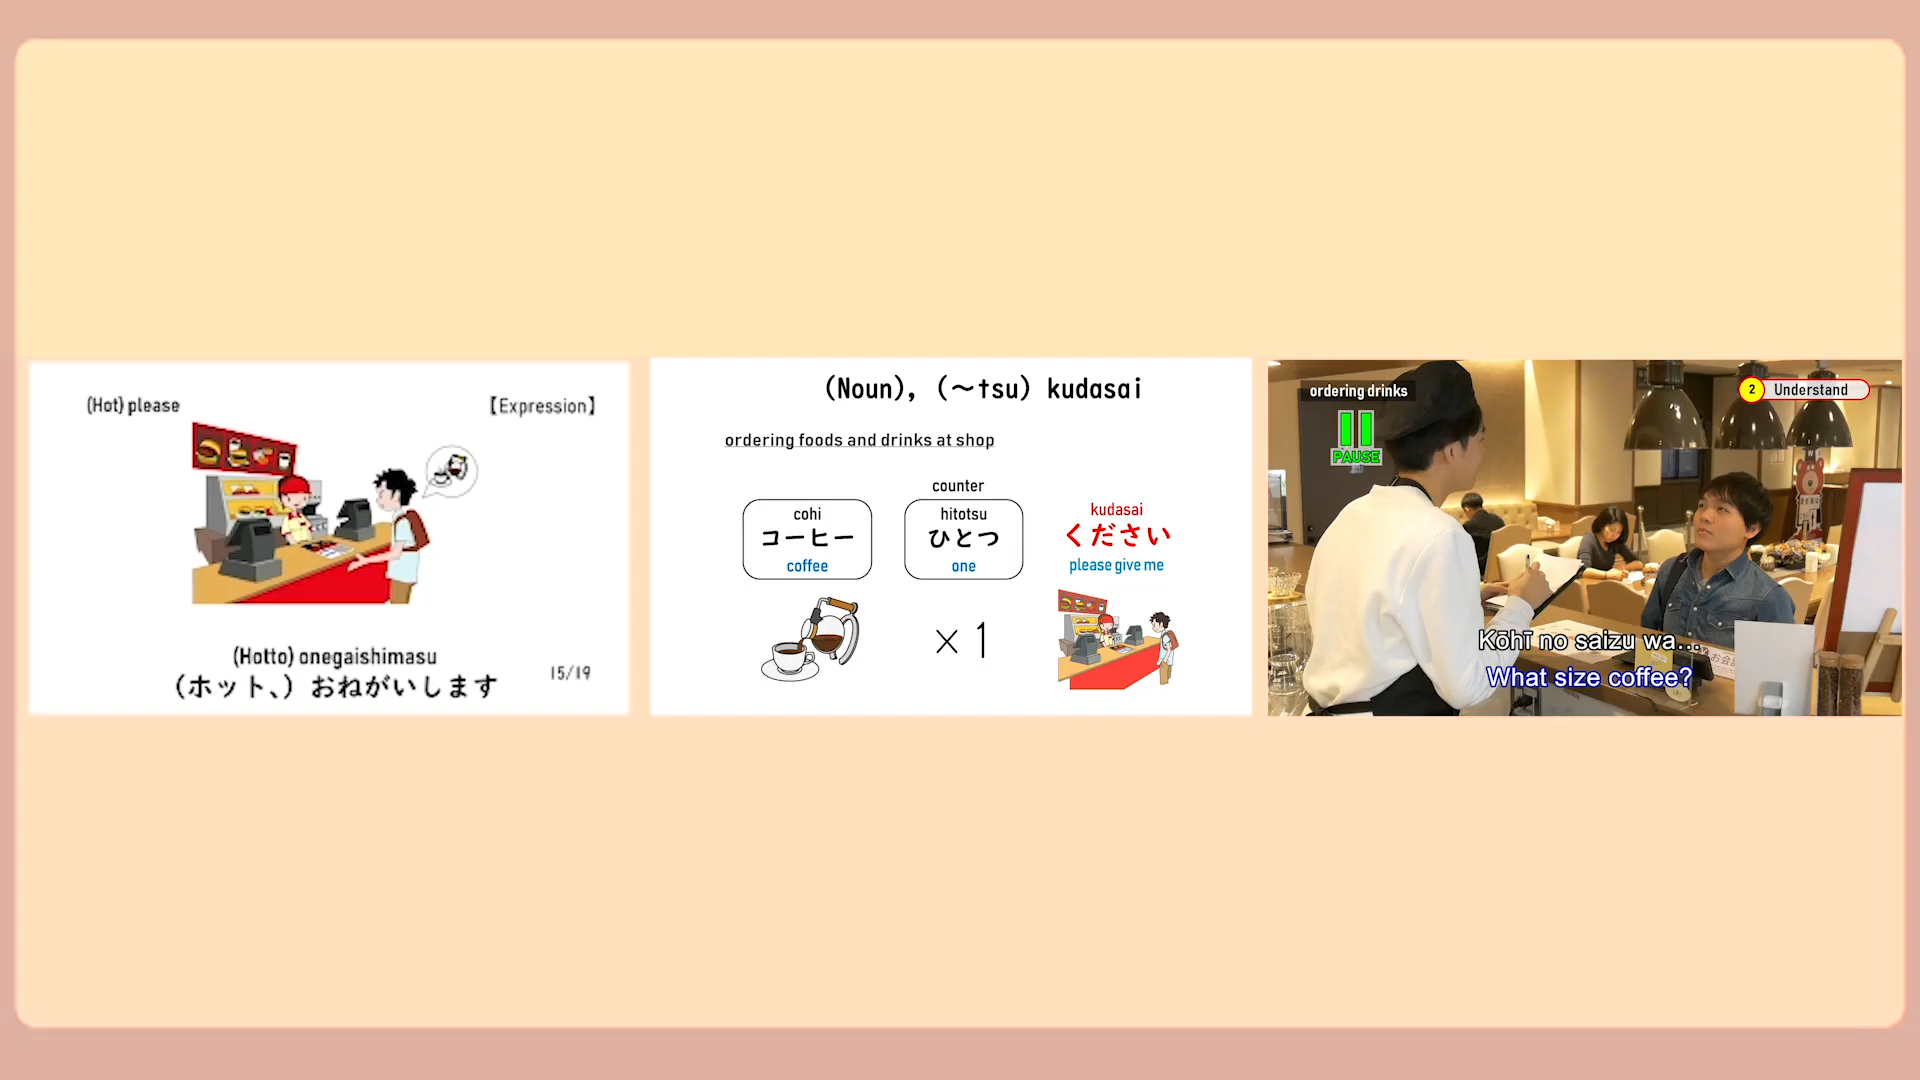 (Hot) please
【Expression】
(Hotto) onegaishimasu
(ホット、) おねがいします
15/19
(Noun), (～tsu) kudasai
ordering foods and drinks at shop
counter
cohi
コーヒー
coffee
hitotsu
ひとつ
one
kudasai
ください
please give me
×1
ordering drinks
PAUSE
2 Understand
Kōhī no saizu wa...
What size coffee?